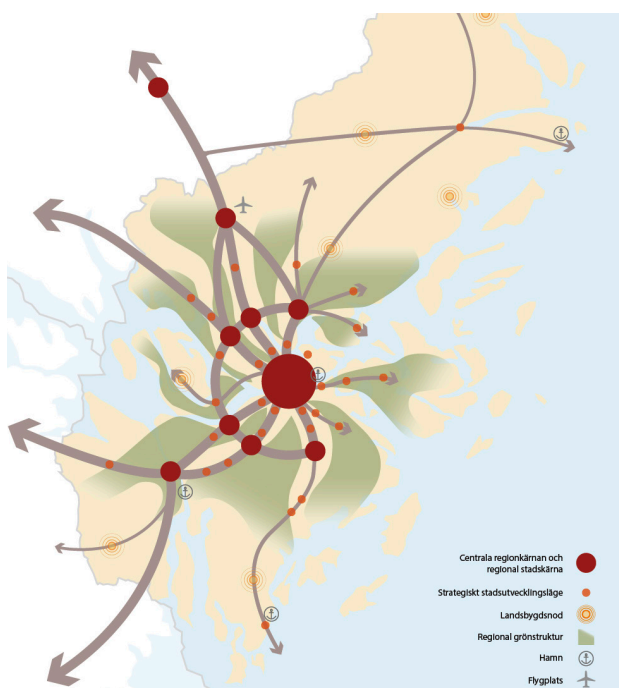 Centrala regionkärnan och
regional stadskärna
Strategiskt stadsutvecklingsläge
Landsbygdsnod
Regional grönstruktur
Hamn
Flygplats